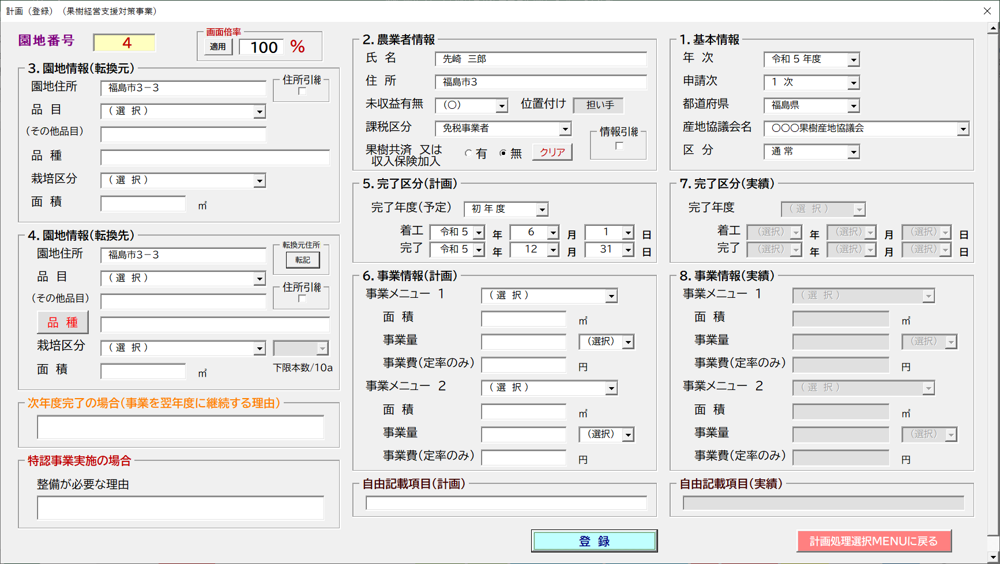 計画（登録）（果樹経営支援対策事業）
園地番号 4
画面倍率
適用 100 %
3. 園地情報(転換元)
園地住所 福島市3－3
住所引継
品 目 （ 選 択 ）
(その他品目)
品 種
栽培区分 （ 選 択 ）
面 積 ㎡
4. 園地情報(転換先)
園地住所 福島市3－3
転換元住所
転記
品 目 （ 選 択 ）
住所引継
(その他品目)
品 種
栽培区分 （ 選 択 ）
面 積 ㎡ 下限本数/10a
次年度完了の場合(事業を翌年度に継続する理由)
特認事業実施の場合
整備が必要な理由
2. 農業者情報
氏 名 先崎 三郎
住 所 福島市3
未収益有無 （○） 位置付け 担い手
課税区分 免税事業者
情報引継
果樹共済 又は
収入保険加入 有 無 クリア
5. 完了区分(計画)
完了年度(予定) 初 年 度
着工 令和 5 年 6 月 1 日
完了 令和 5 年 12 月 31 日
6. 事業情報(計画)
事業メニュー 1 （ 選 択 ）
面 積 ㎡
事業量 （選択）
事業費(定率のみ) 円
事業メニュー 2 （ 選 択 ）
面 積 ㎡
事業量 （選択）
事業費(定率のみ) 円
自由記載項目(計画)
登 録
1. 基本情報
年 次 令和 5 年度
申請次 1 次
都道府県 福島県
産地協議会名 〇〇〇果樹産地協議会
区 分 通 常
7. 完了区分(実績)
完了年度 （ 選 択 ）
着工 （選択） 年 （選択） 月 （選択） 日
完了 （選択） 年 （選択） 月 （選択） 日
8. 事業情報(実績)
事業メニュー 1 （ 選 択 ）
面 積 ㎡
事業量 （選択）
事業費(定率のみ) 円
事業メニュー 2 （ 選 択 ）
面 積 ㎡
事業量 （選択）
事業費(定率のみ) 円
自由記載項目(実績)
計画処理選択MENUに戻る